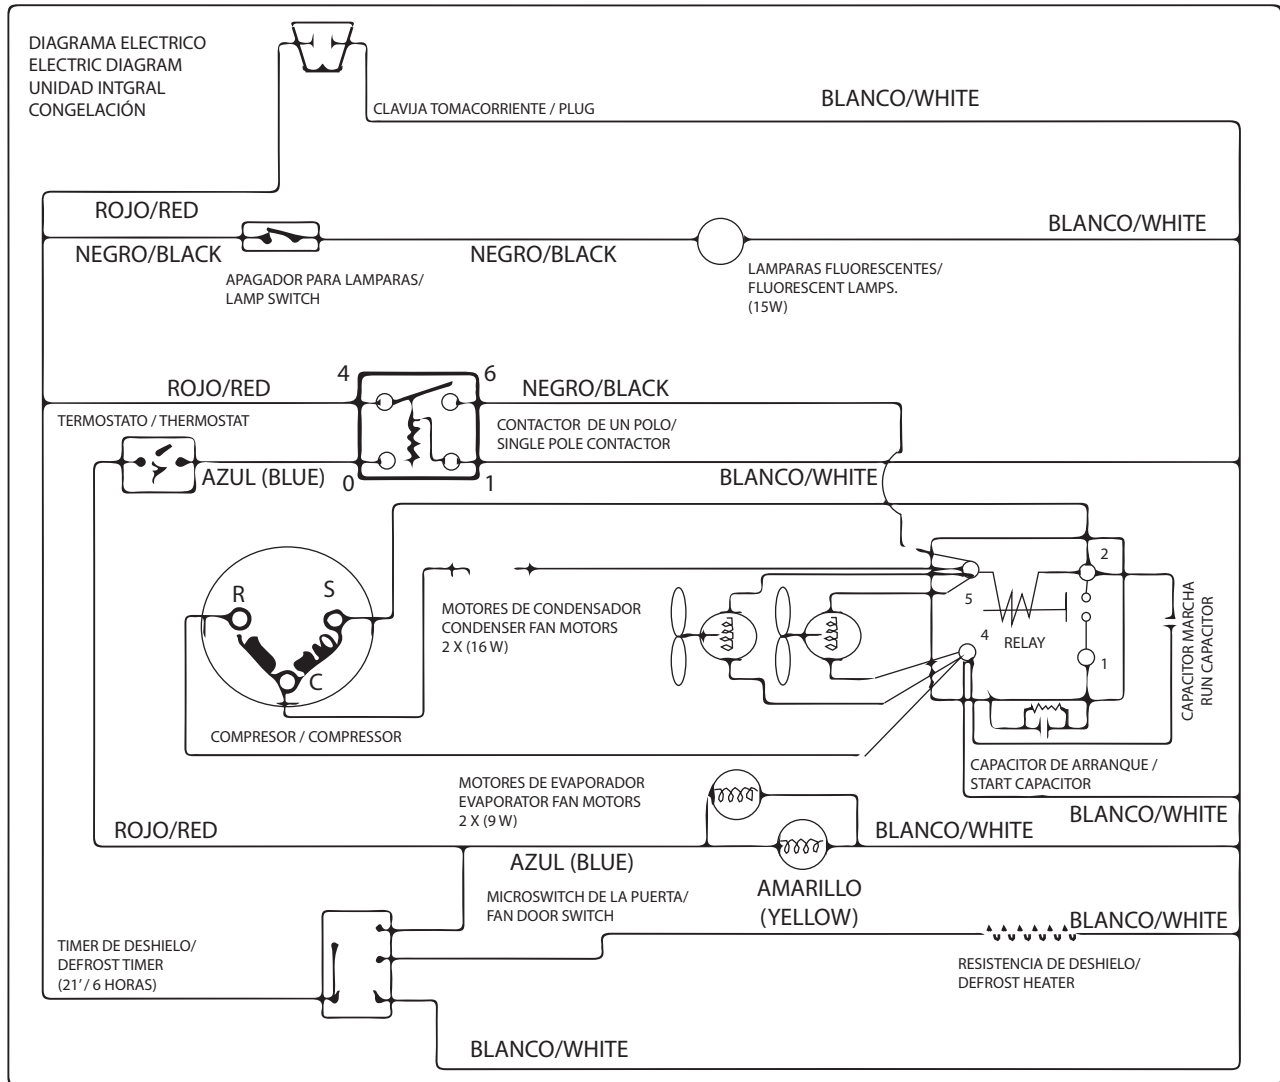 DIAGRAMA ELECTRICO
ELECTRIC DIAGRAM
UNIDAD INTGRAL
CONGELACIÓN
CLAVIJA TOMACORRIENTE / PLUG
BLANCO/WHITE
ROJO/RED
NEGRO/BLACK
APAGADOR PARA LAMPARAS/
LAMP SWITCH
NEGRO/BLACK
BLANCO/WHITE
LAMPARAS FLUORESCENTES/
FLUORESCENT LAMPS.
(15W)
ROJO/RED
4
6
NEGRO/BLACK
TERMOSTATO / THERMOSTAT
CONTACTOR DE UN POLO/
SINGLE POLE CONTACTOR
AZUL (BLUE)
0
1
BLANCO/WHITE
R
S
C
COMPRESOR / COMPRESSOR
MOTORES DE CONDENSADOR
CONDENSER FAN MOTORS
2 X (16 W)
5
2
4
RELAY
1
CAPACITOR MARCHA
RUN CAPACITOR
CAPACITOR DE ARRANQUE /
START CAPACITOR
BLANCO/WHITE
MOTORES DE EVAPORADOR
EVAPORATOR FAN MOTORS
2 X (9 W)
ROJO/RED
AZUL (BLUE)
BLANCO/WHITE
AMARILLO
(YELLOW)
MICROSWITCH DE LA PUERTA/
FAN DOOR SWITCH
BLANCO/WHITE
TIMER DE DESHIELO/
DEFROST TIMER
(21' / 6 HORAS)
RESISTENCIA DE DESHIELO/
DEFROST HEATER
BLANCO/WHITE